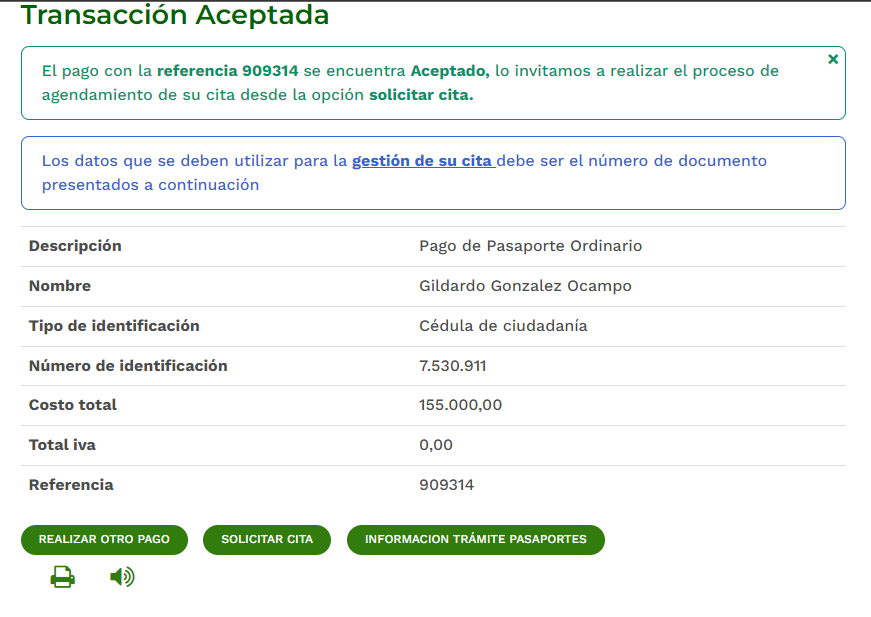 Transacción Aceptada
El pago con la referencia 909314 se encuentra Aceptado, lo invitamos a realizar el proceso de
agendamiento de su cita desde la opción solicitar cita.
Los datos que se deben utilizar para la gestión de su cita debe ser el número de documento
presentados a continuación
Descripción Pago de Pasaporte Ordinario
Nombre Gildardo Gonzalez Ocampo
Tipo de identificación Cédula de ciudadanía
Número de identificación 7.530.911
Costo total 155.000,00
Total iva 0,00
Referencia 909314
REALIZAR OTRO PAGO SOLICITAR CITA INFORMACION TRÁMITE PASAPORTES